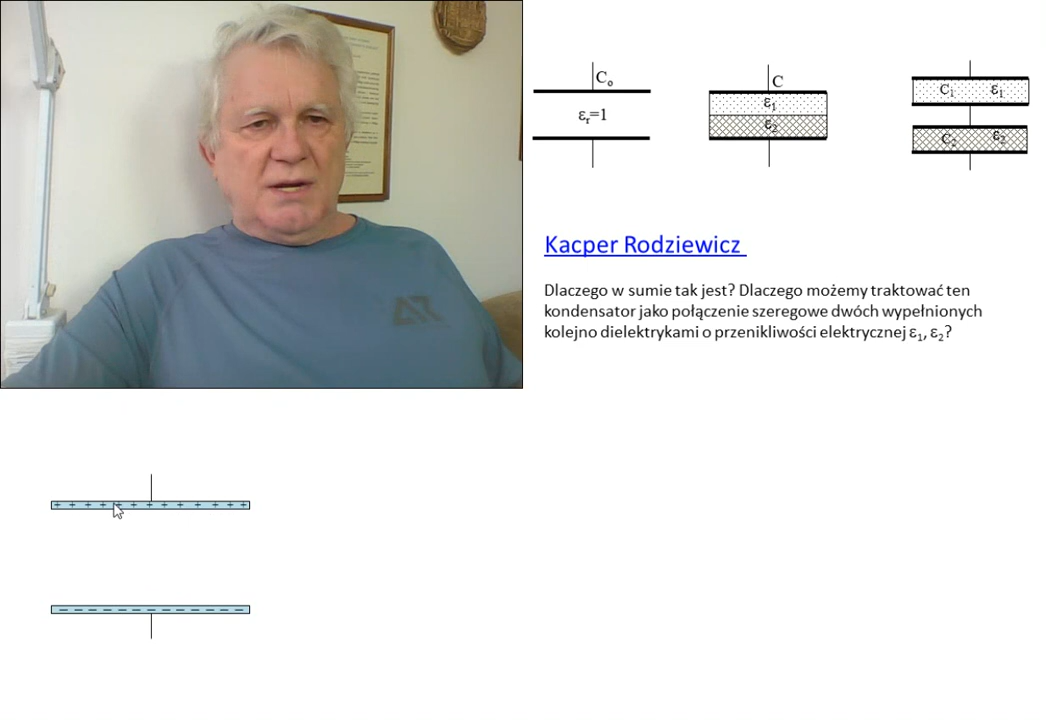 C₀
εᵣ=1
C
ε₁
ε₂
C₁ ε₁
C₂ ε₂
Kacper Rodziewicz
Dlaczego w sumie tak jest? Dlaczego możemy traktować ten
kondensator jako połączenie szeregowe dwóch wypełnionych
kolejno dielektrykami o przenikliwości elektrycznej ε₁, ε₂?